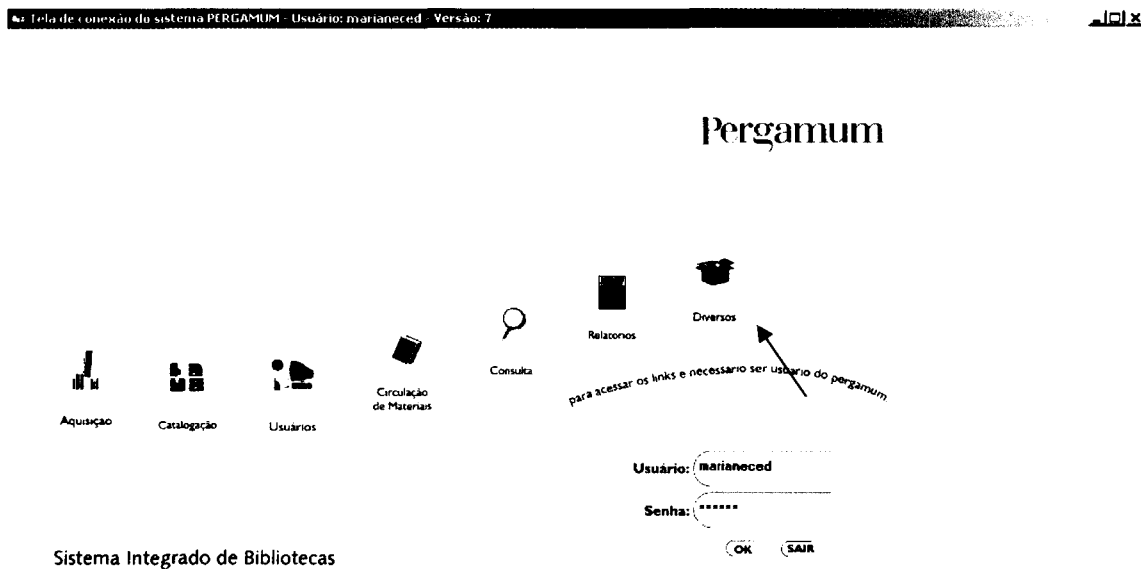 Tela de conexão do sistema PERGAMUM - Usuário: marianeced - Versão: 7
Pergamum
Diversos
Relatorios
Consulta
Circulação
de Materiais
Aquisição
Catalogação
Usuários
para acessar os links e necessario ser usuario do pergamum
Usuário: marianeced
Senha: ******
OK SAIR
Sistema Integrado de Bibliotecas